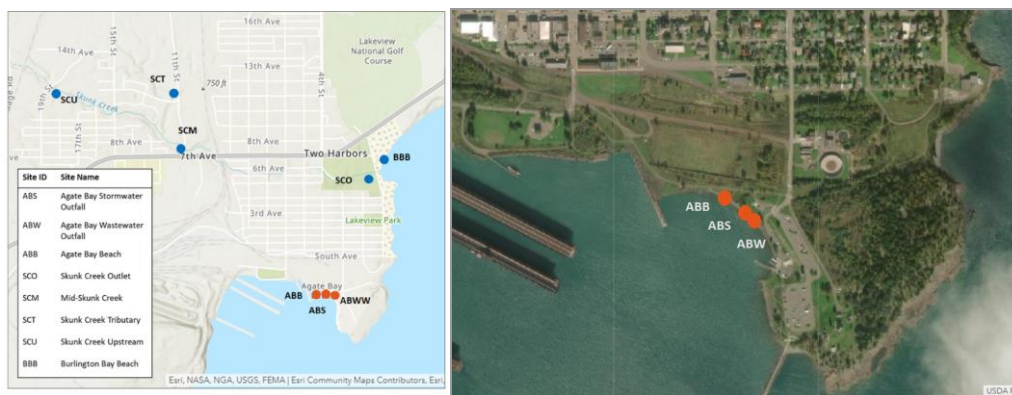 16th Ave
15th St
14th Ave
11th St
Lakeview
National Golf
Course
13th Ave
4th St
SCT
750 ft
19th St
SCU
Skunk Creek
17th St
SCM
8th Ave
8th Ave
7th Ave
Two Harbors
BBB
6th Ave
SCO
Site ID Site Name
ABS Agate Bay Stormwater
Outfall
ABW Agate Bay Wastewater
Outfall
ABB Agate Bay Beach
SCO Skunk Creek Outlet
SCM Mid-Skunk Creek
SCT Skunk Creek Tributary
SCU Skunk Creek Upstream
BBB Burlington Bay Beach
3rd Ave
Lakeview Park
South Ave
Agate Bay
ABB
ABS
ABWW
Esri, NASA, NGA, USGS, FEMA | Esri Community Maps Contributors, Esri,
ABB
ABS
ABW
USDA